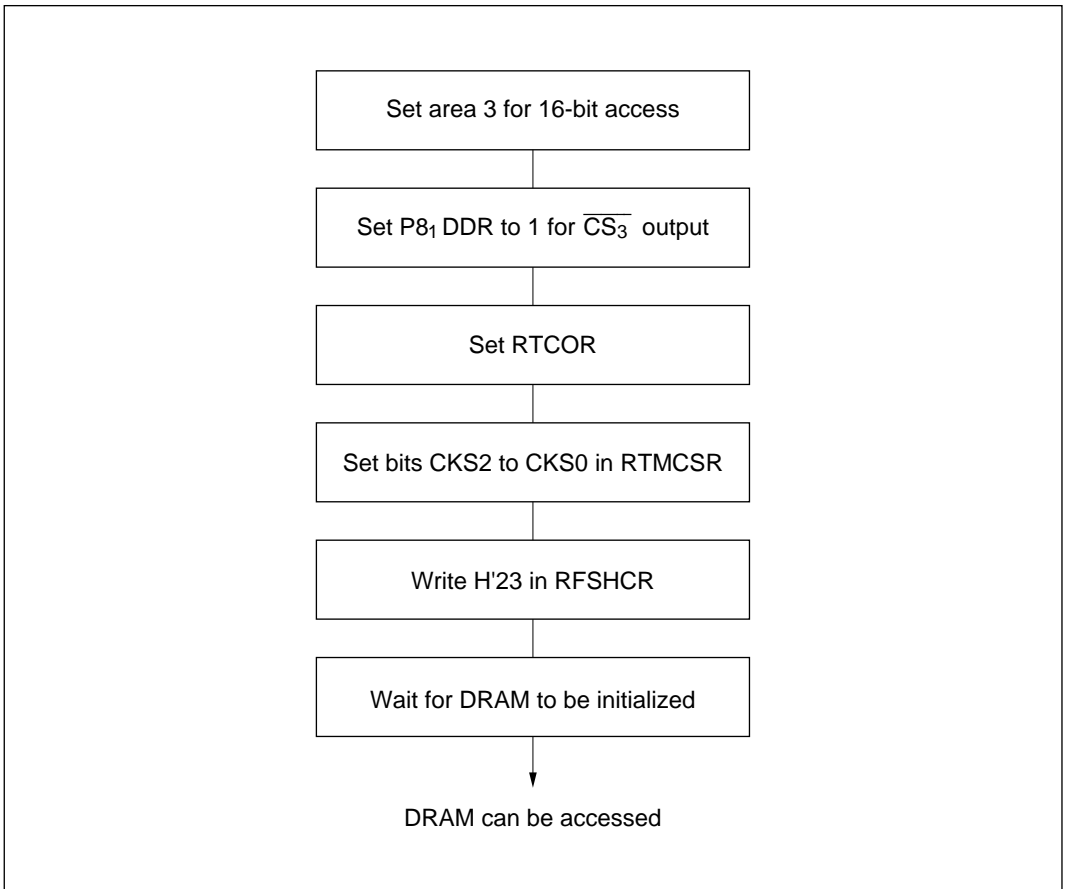 Set area 3 for 16-bit access
Set P8₁ DDR to 1 for C̅S̅₃̅ output
Set RTCOR
Set bits CKS2 to CKS0 in RTMCSR
Write H'23 in RFSHCR
Wait for DRAM to be initialized
DRAM can be accessed